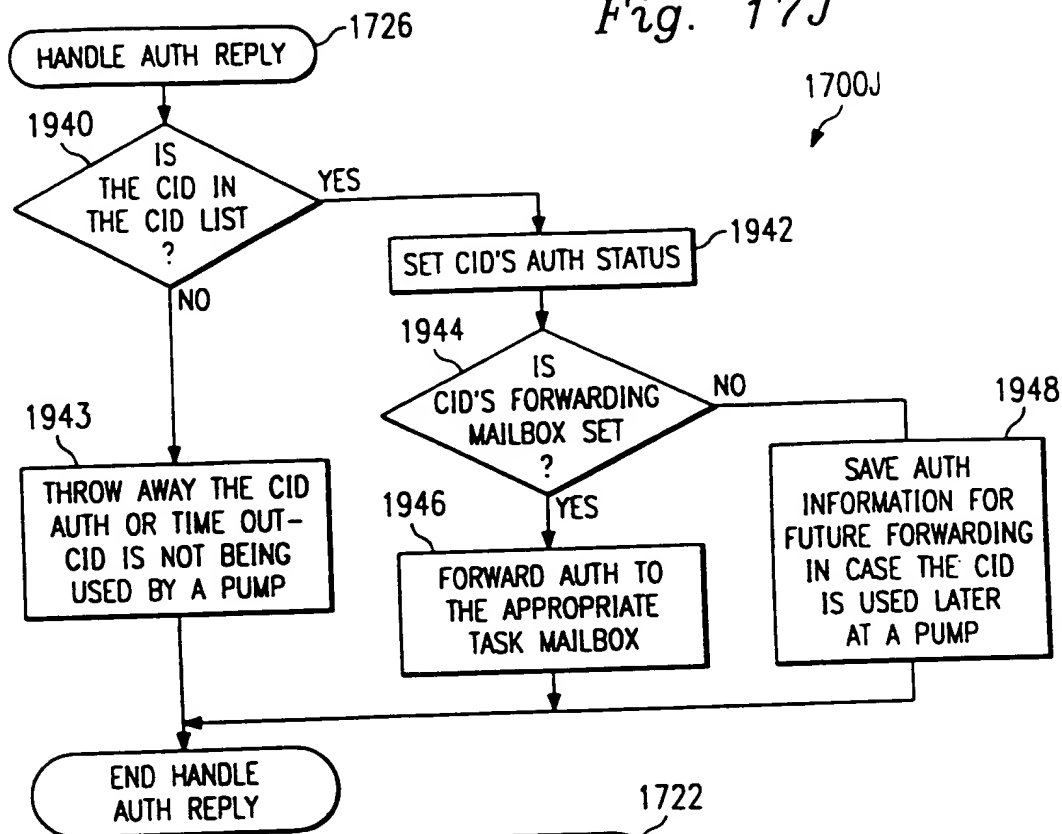 Fig. 17J
1726
HANDLE AUTH REPLY
1700J
1940
IS
THE CID IN
THE CID LIST
?
YES
NO
1942
SET CID'S AUTH STATUS
1944
IS
CID'S FORWARDING
MAILBOX SET
?
NO
YES
1943
THROW AWAY THE CID
AUTH OR TIME OUT-
CID IS NOT BEING
USED BY A PUMP
1946
FORWARD AUTH TO
THE APPROPRIATE
TASK MAILBOX
1948
SAVE AUTH
INFORMATION FOR
FUTURE FORWARDING
IN CASE THE CID
IS USED LATER
AT A PUMP
END HANDLE
AUTH REPLY
1722